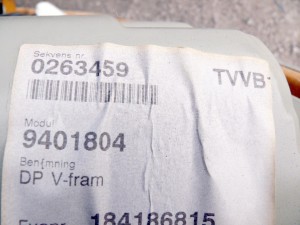 Sekvens nr
0263459
TVVB
Modul
9401804
Ben{mning
DP V-fram
184186815